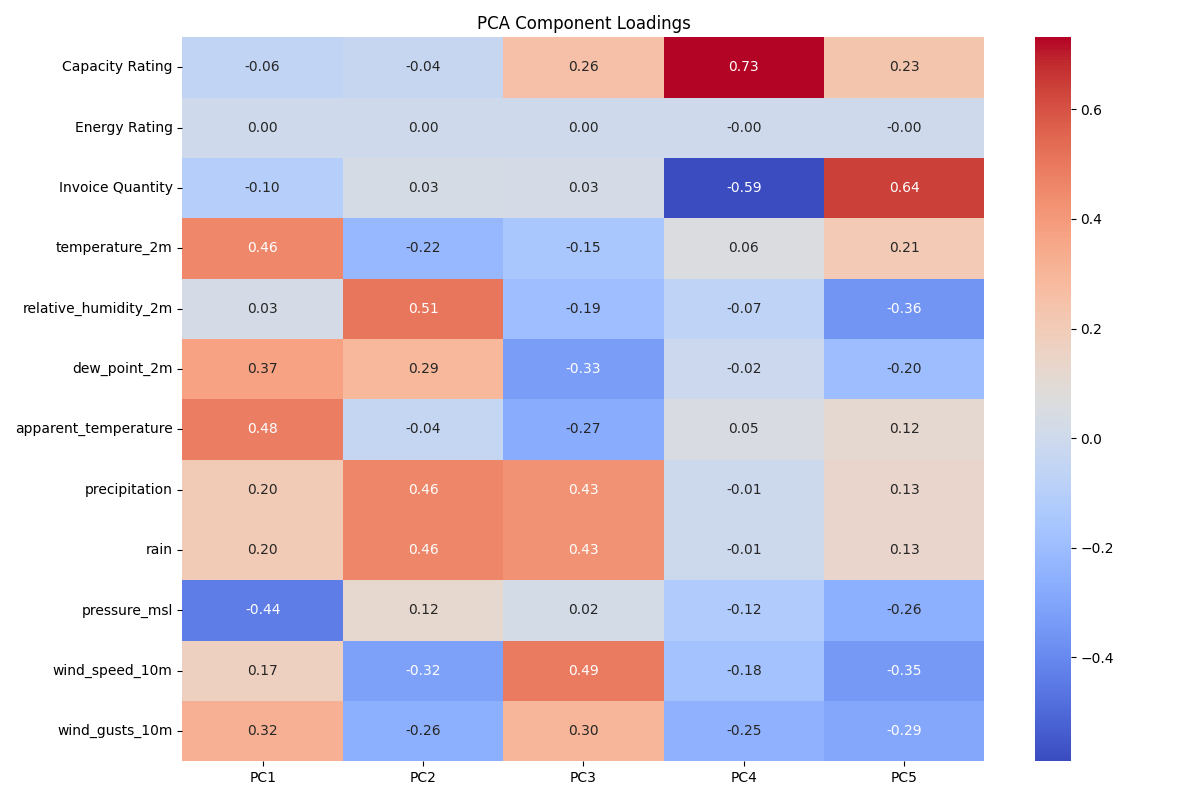 PCA Component Loadings
Capacity Rating -0.06 -0.04 0.26 0.73 0.23
Energy Rating 0.00 0.00 0.00 -0.00 -0.00
Invoice Quantity -0.10 0.03 0.03 -0.59 0.64
temperature_2m 0.46 -0.22 -0.15 0.06 0.21
relative_humidity_2m 0.03 0.51 -0.19 -0.07 -0.36
dew_point_2m 0.37 0.29 -0.33 -0.02 -0.20
apparent_temperature 0.48 -0.04 -0.27 0.05 0.12
precipitation 0.20 0.46 0.43 -0.01 0.13
rain 0.20 0.46 0.43 -0.01 0.13
pressure_msl -0.44 0.12 0.02 -0.12 -0.26
wind_speed_10m 0.17 -0.32 0.49 -0.18 -0.35
wind_gusts_10m 0.32 -0.26 0.30 -0.25 -0.29
PC1 PC2 PC3 PC4 PC5
0.6
0.4
0.2
0.0
−0.2
−0.4